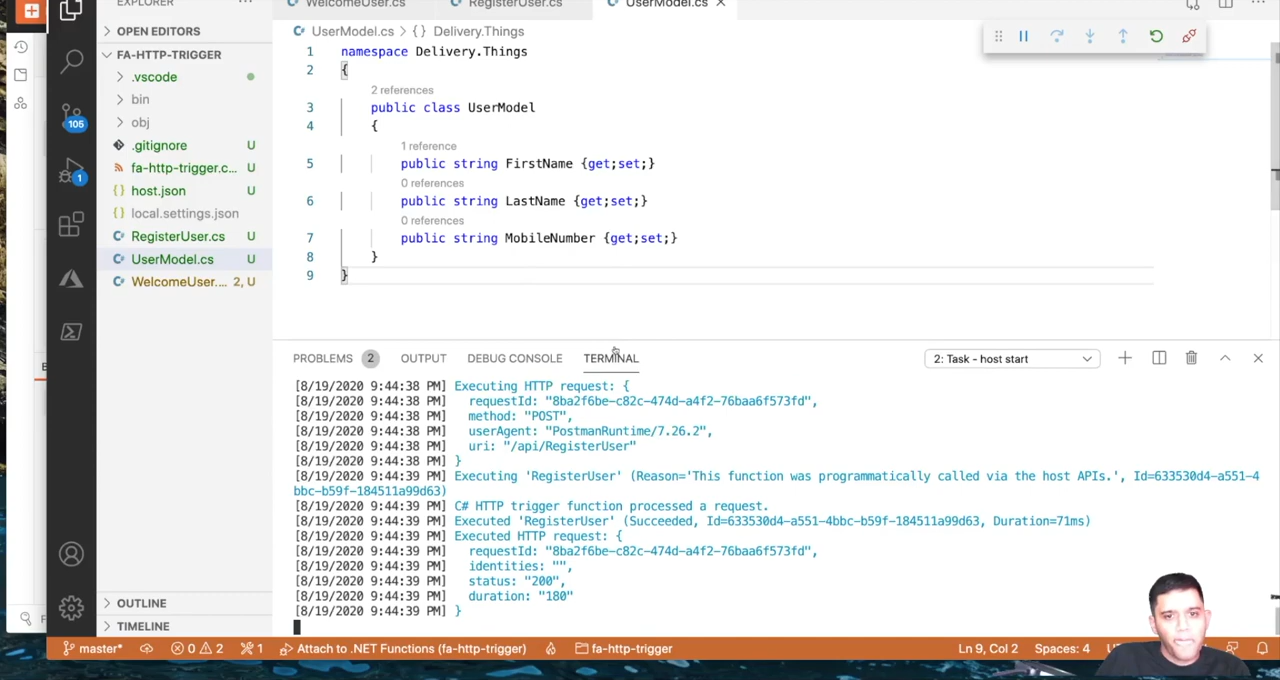 EXPLORER
WelcomeUser.cs
RegisterUser.cs
UserModel.cs
OPEN EDITORS
FA-HTTP-TRIGGER
.vscode
bin
obj
.gitignore U
fa-http-trigger.c... U
host.json U
local.settings.json
RegisterUser.cs U
UserModel.cs U
WelcomeUser.... 2, U
OUTLINE
TIMELINE
105
1
UserModel.cs > {} Delivery.Things
1 namespace Delivery.Things
2 {
2 references
3 public class UserModel
4 {
1 reference
5 public string FirstName {get;set;}
0 references
6 public string LastName {get;set;}
0 references
7 public string MobileNumber {get;set;}
8 }
9 }
PROBLEMS 2 OUTPUT DEBUG CONSOLE TERMINAL 2: Task - host start
[8/19/2020 9:44:38 PM] Executing HTTP request: {
[8/19/2020 9:44:38 PM] requestId: "8ba2f6be-c82c-474d-a4f2-76baa6f573fd",
[8/19/2020 9:44:38 PM] method: "POST",
[8/19/2020 9:44:38 PM] userAgent: "PostmanRuntime/7.26.2",
[8/19/2020 9:44:38 PM] uri: "/api/RegisterUser"
[8/19/2020 9:44:38 PM] }
[8/19/2020 9:44:38 PM] Executing 'RegisterUser' (Reason='This function was programmatically called via the host APIs.', Id=633530d4-a551-4
bbc-b59f-184511a99d63)
[8/19/2020 9:44:39 PM] C# HTTP trigger function processed a request.
[8/19/2020 9:44:39 PM] Executed 'RegisterUser' (Succeeded, Id=633530d4-a551-4bbc-b59f-184511a99d63, Duration=71ms)
[8/19/2020 9:44:39 PM] Executed HTTP request: {
[8/19/2020 9:44:39 PM] requestId: "8ba2f6be-c82c-474d-a4f2-76baa6f573fd",
[8/19/2020 9:44:39 PM] identities: "",
[8/19/2020 9:44:39 PM] status: "200",
[8/19/2020 9:44:39 PM] duration: "180"
[8/19/2020 9:44:39 PM] }
master* 0 2 1 Attach to .NET Functions (fa-http-trigger) fa-http-trigger Ln 9, Col 2 Spaces: 4